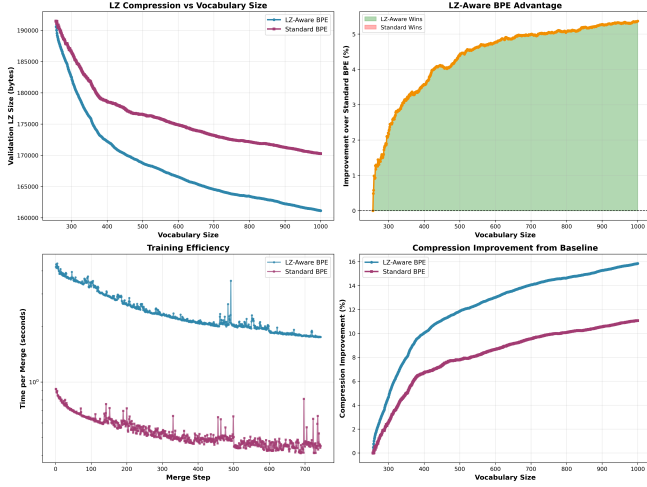 LZ Compression vs Vocabulary Size
LZ-Aware BPE
Standard BPE
Validation LZ Size (bytes)
190000
185000
180000
175000
170000
165000
160000
300
400
500
600
700
800
900
1000
Vocabulary Size
LZ-Aware BPE Advantage
LZ-Aware Wins
Standard Wins
Improvement over Standard BPE (%)
5
4
3
2
1
0
300
400
500
600
700
800
900
1000
Vocabulary Size
Training Efficiency
LZ-Aware BPE
Standard BPE
Time per Merge (seconds)
10⁰
0
100
200
300
400
500
600
700
Merge Step
Compression Improvement from Baseline
LZ-Aware BPE
Standard BPE
Compression Improvement (%)
16
14
12
10
8
6
4
2
0
300
400
500
600
700
800
900
1000
Vocabulary Size